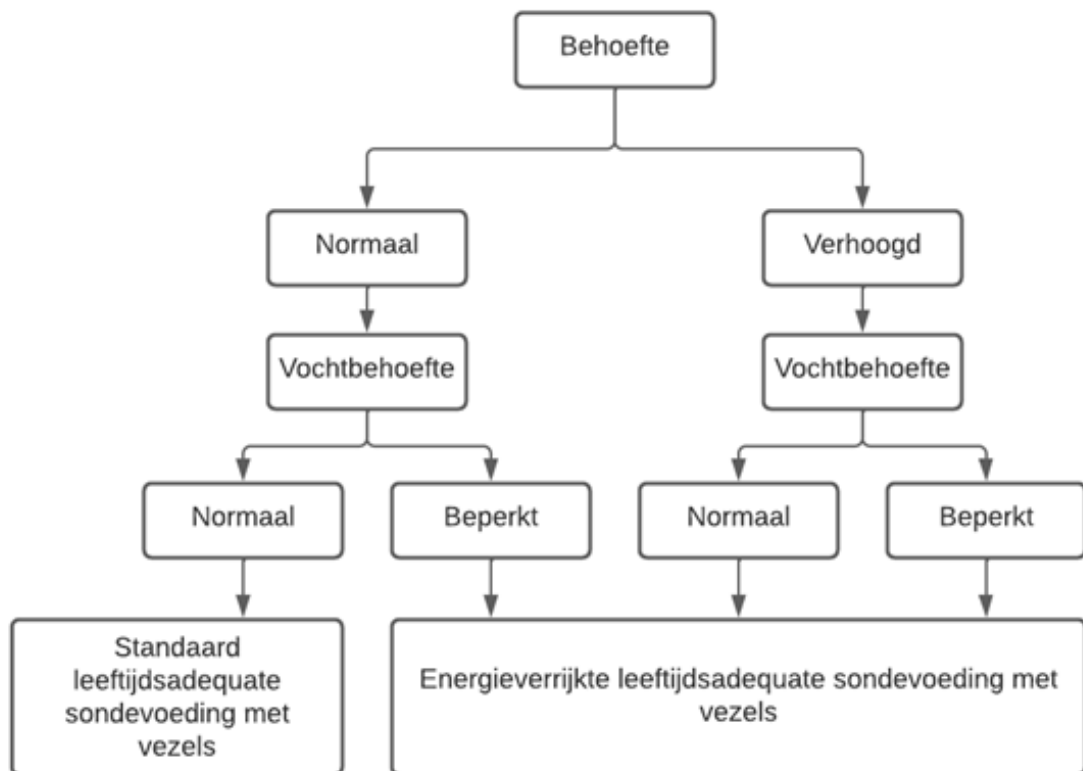 Behoefte
Normaal
Verhoogd
Vochtbehoefte
Vochtbehoefte
Normaal
Beperkt
Normaal
Beperkt
Standaard
leeftijdsadequate
sondevoeding met
vezels
Energieverrijkte leeftijdsadequate sondevoeding met
vezels